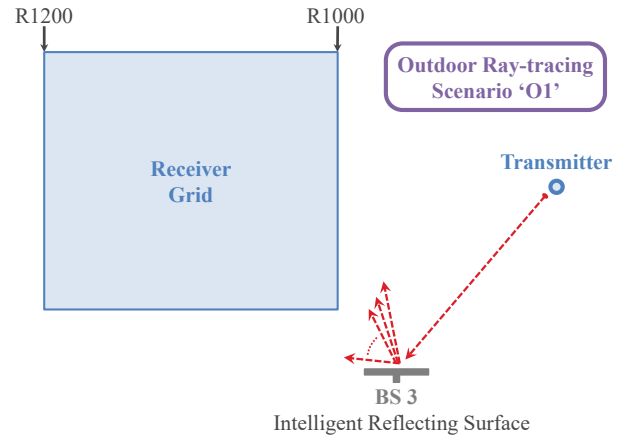 R1200
R1000
Outdoor Ray-tracing
Scenario ‘O1’
Receiver
Grid
Transmitter
BS 3
Intelligent Reflecting Surface